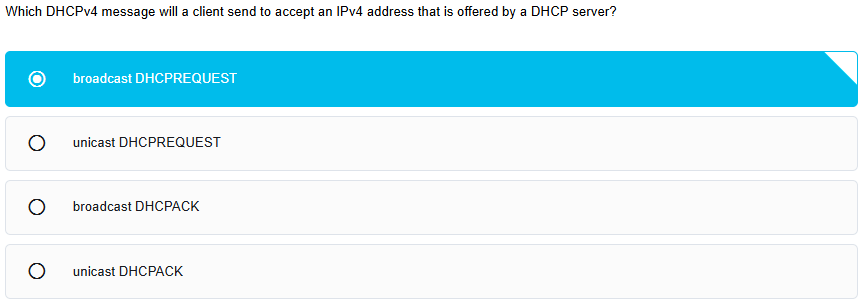 Which DHCPv4 message will a client send to accept an IPv4 address that is offered by a DHCP server?
broadcast DHCPREQUEST
unicast DHCPREQUEST
broadcast DHCPACK
unicast DHCPACK